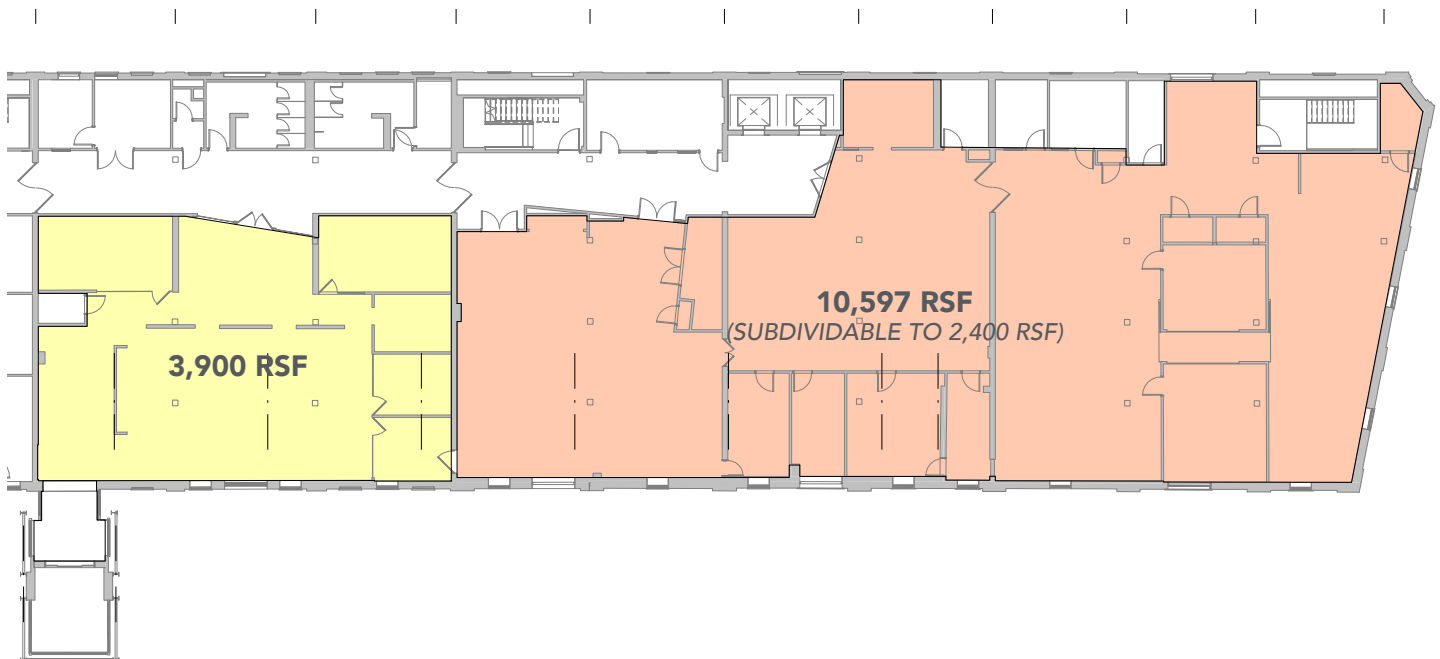 10,597 RSF
(SUBDIVIDABLE TO 2,400 RSF)
3,900 RSF